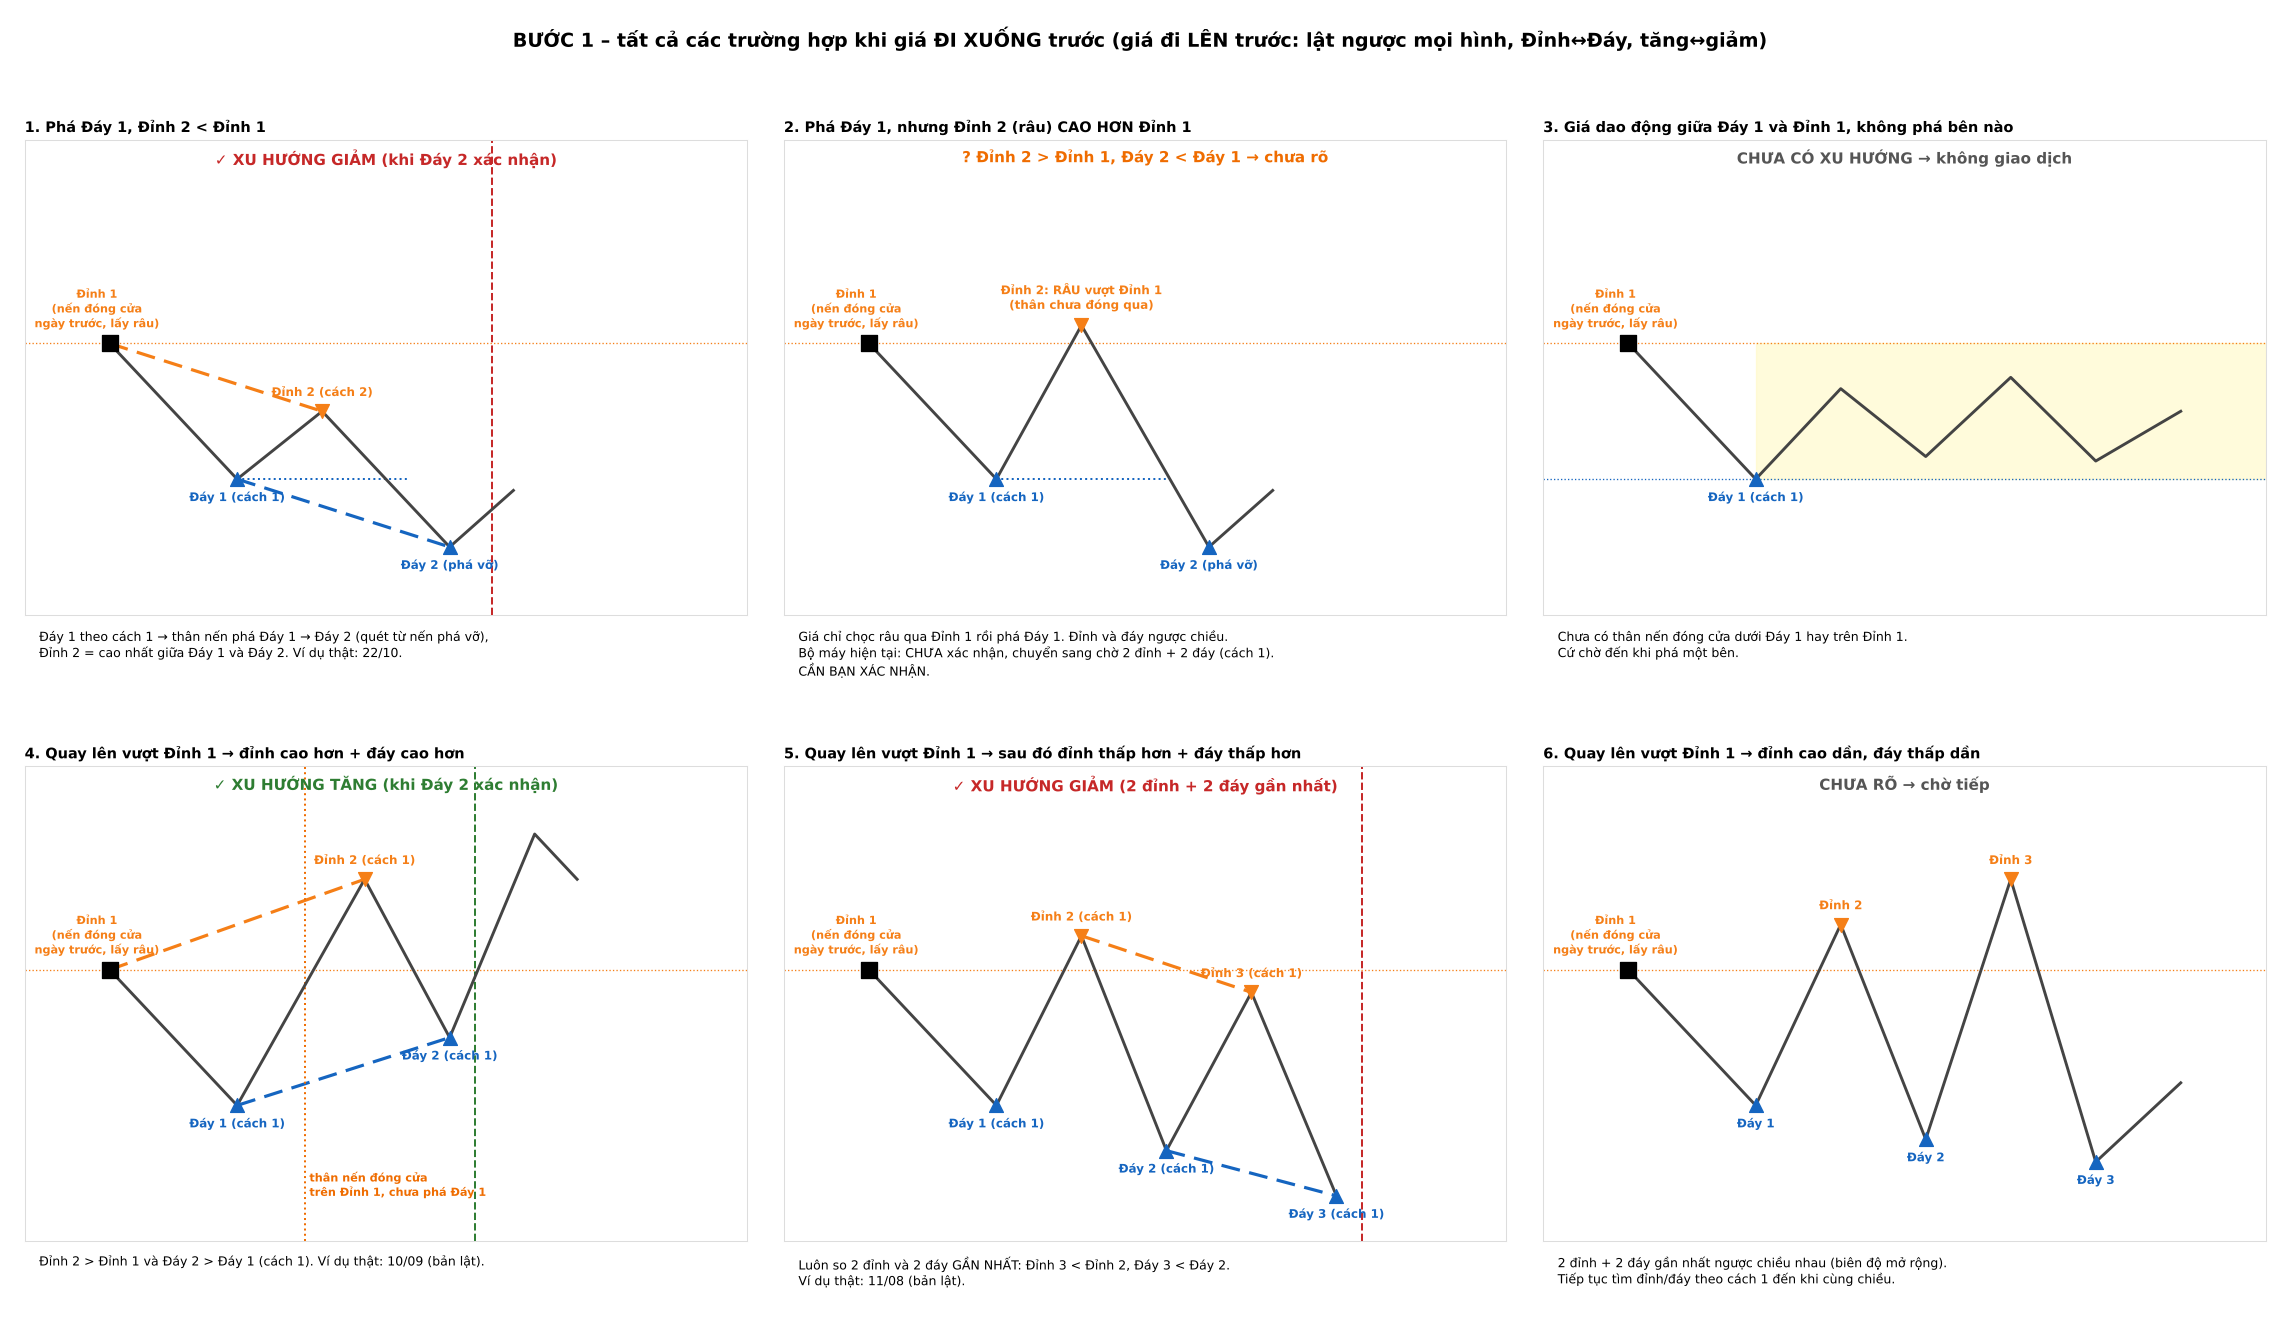 BƯỚC 1 – tất cả các trường hợp khi giá ĐI XUỐNG trước (giá đi LÊN trước: lật ngược mọi hình, Đỉnh↔Đáy, tăng↔giảm)
1. Phá Đáy 1, Đỉnh 2 < Đỉnh 1
✓ XU HƯỚNG GIẢM (khi Đáy 2 xác nhận)
Đỉnh 1
(nến đóng cửa
ngày trước, lấy râu)
Đỉnh 2 (cách 2)
Đáy 1 (cách 1)
Đáy 2 (phá vỡ)
Đáy 1 theo cách 1 → thân nến phá Đáy 1 → Đáy 2 (quét từ nến phá vỡ),
Đỉnh 2 = cao nhất giữa Đáy 1 và Đáy 2. Ví dụ thật: 22/10.
2. Phá Đáy 1, nhưng Đỉnh 2 (râu) CAO HƠN Đỉnh 1
? Đỉnh 2 > Đỉnh 1, Đáy 2 < Đáy 1 → chưa rõ
Đỉnh 1
(nến đóng cửa
ngày trước, lấy râu)
Đỉnh 2: RÂU vượt Đỉnh 1
(thân chưa đóng qua)
Đáy 1 (cách 1)
Đáy 2 (phá vỡ)
Giá chỉ chọc râu qua Đỉnh 1 rồi phá Đáy 1. Đỉnh và đáy ngược chiều.
Bộ máy hiện tại: CHƯA xác nhận, chuyển sang chờ 2 đỉnh + 2 đáy (cách 1).
CẦN BẠN XÁC NHẬN.
3. Giá dao động giữa Đáy 1 và Đỉnh 1, không phá bên nào
CHƯA CÓ XU HƯỚNG → không giao dịch
Đỉnh 1
(nến đóng cửa
ngày trước, lấy râu)
Đáy 1 (cách 1)
Chưa có thân nến đóng cửa dưới Đáy 1 hay trên Đỉnh 1.
Cứ chờ đến khi phá một bên.
4. Quay lên vượt Đỉnh 1 → đỉnh cao hơn + đáy cao hơn
✓ XU HƯỚNG TĂNG (khi Đáy 2 xác nhận)
Đỉnh 2 (cách 1)
Đỉnh 1
(nến đóng cửa
ngày trước, lấy râu)
Đáy 2 (cách 1)
Đáy 1 (cách 1)
thân nến đóng cửa
trên Đỉnh 1, chưa phá Đáy 1
Đỉnh 2 > Đỉnh 1 và Đáy 2 > Đáy 1 (cách 1). Ví dụ thật: 10/09 (bản lật).
5. Quay lên vượt Đỉnh 1 → sau đó đỉnh thấp hơn + đáy thấp hơn
✓ XU HƯỚNG GIẢM (2 đỉnh + 2 đáy gần nhất)
Đỉnh 1
(nến đóng cửa
ngày trước, lấy râu)
Đỉnh 2 (cách 1)
Đỉnh 3 (cách 1)
Đáy 1 (cách 1)
Đáy 2 (cách 1)
Đáy 3 (cách 1)
Luôn so 2 đỉnh và 2 đáy GẦN NHẤT: Đỉnh 3 < Đỉnh 2, Đáy 3 < Đáy 2.
Ví dụ thật: 11/08 (bản lật).
6. Quay lên vượt Đỉnh 1 → đỉnh cao dần, đáy thấp dần
CHƯA RÕ → chờ tiếp
Đỉnh 3
Đỉnh 2
Đỉnh 1
(nến đóng cửa
ngày trước, lấy râu)
Đáy 1
Đáy 2
Đáy 3
2 đỉnh + 2 đáy gần nhất ngược chiều nhau (biên độ mở rộng).
Tiếp tục tìm đỉnh/đáy theo cách 1 đến khi cùng chiều.